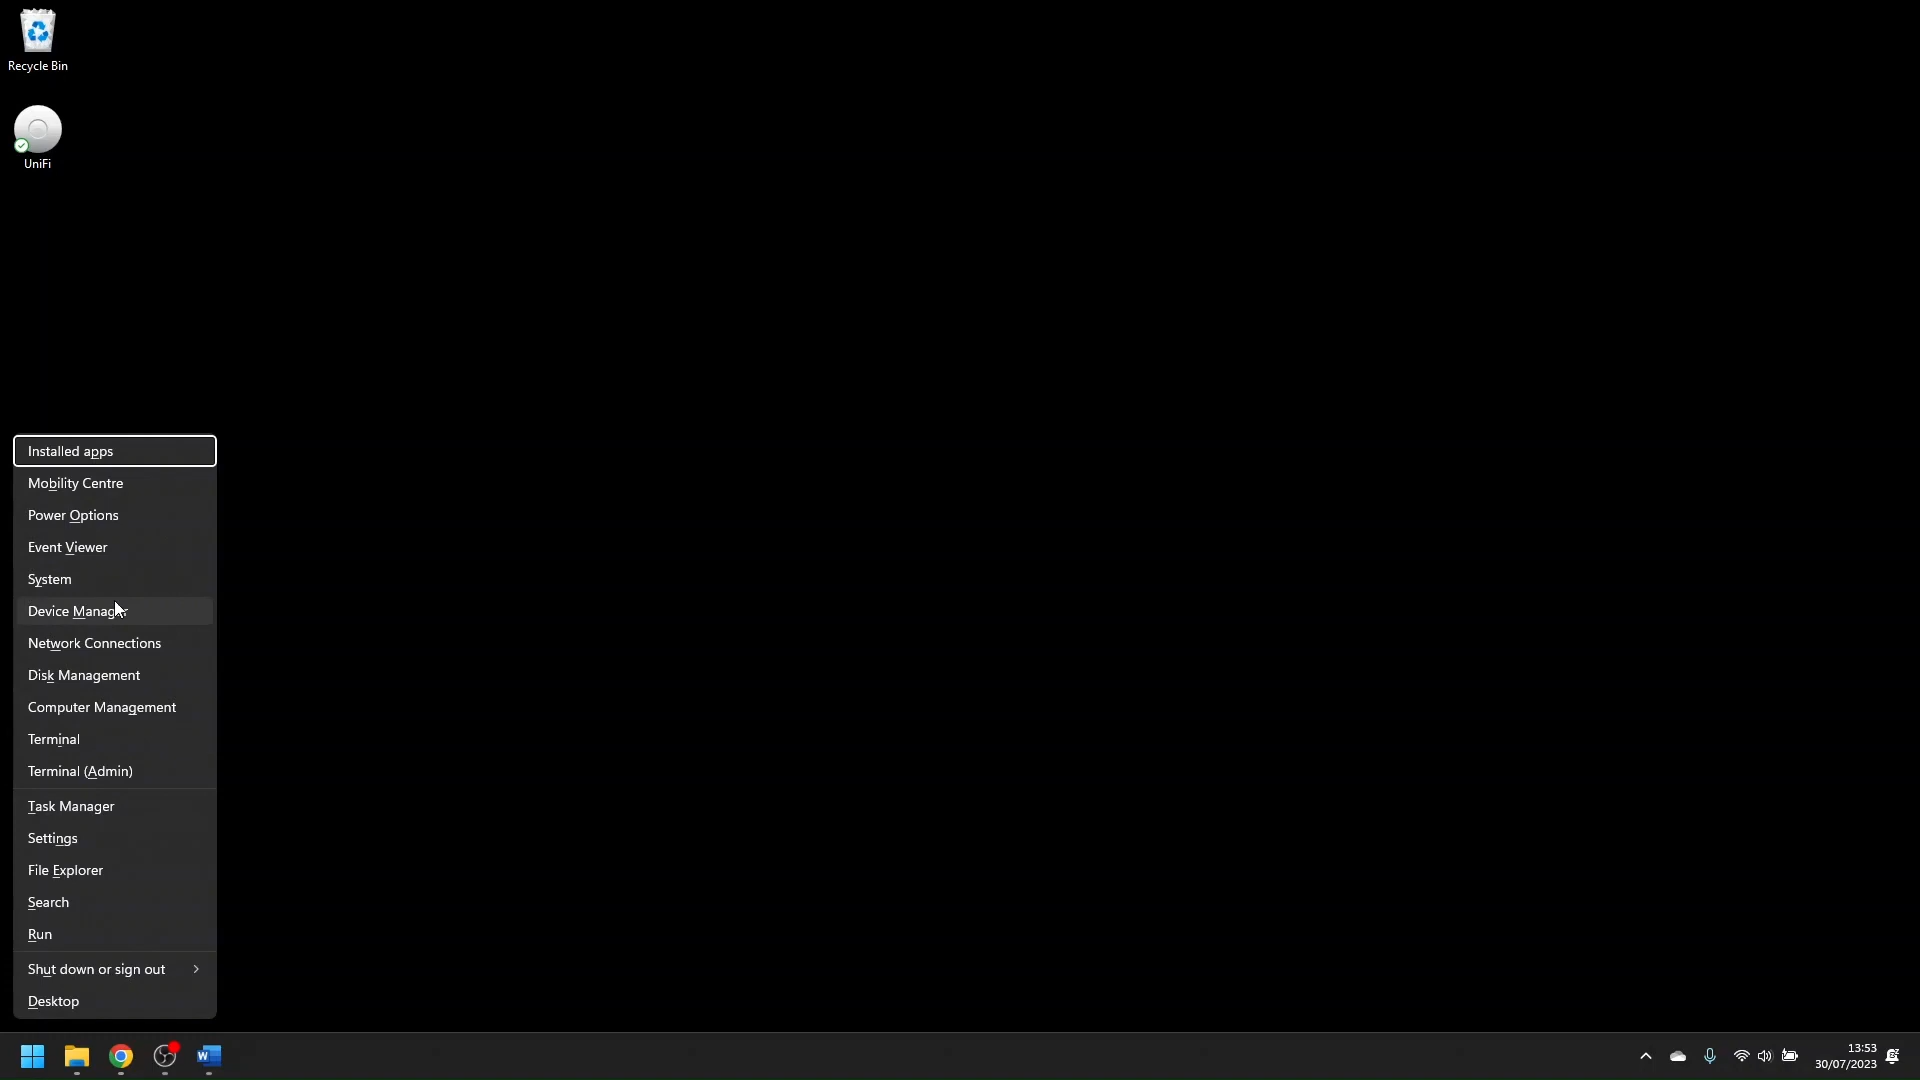 Recycle Bin
UniFi
Installed apps
Mobility Centre
Power Options
Event Viewer
System
Device Manager
Network Connections
Disk Management
Computer Management
Terminal
Terminal (Admin)
Task Manager
Settings
File Explorer
Search
Run
Shut down or sign out
Desktop
13:53
30/07/2023